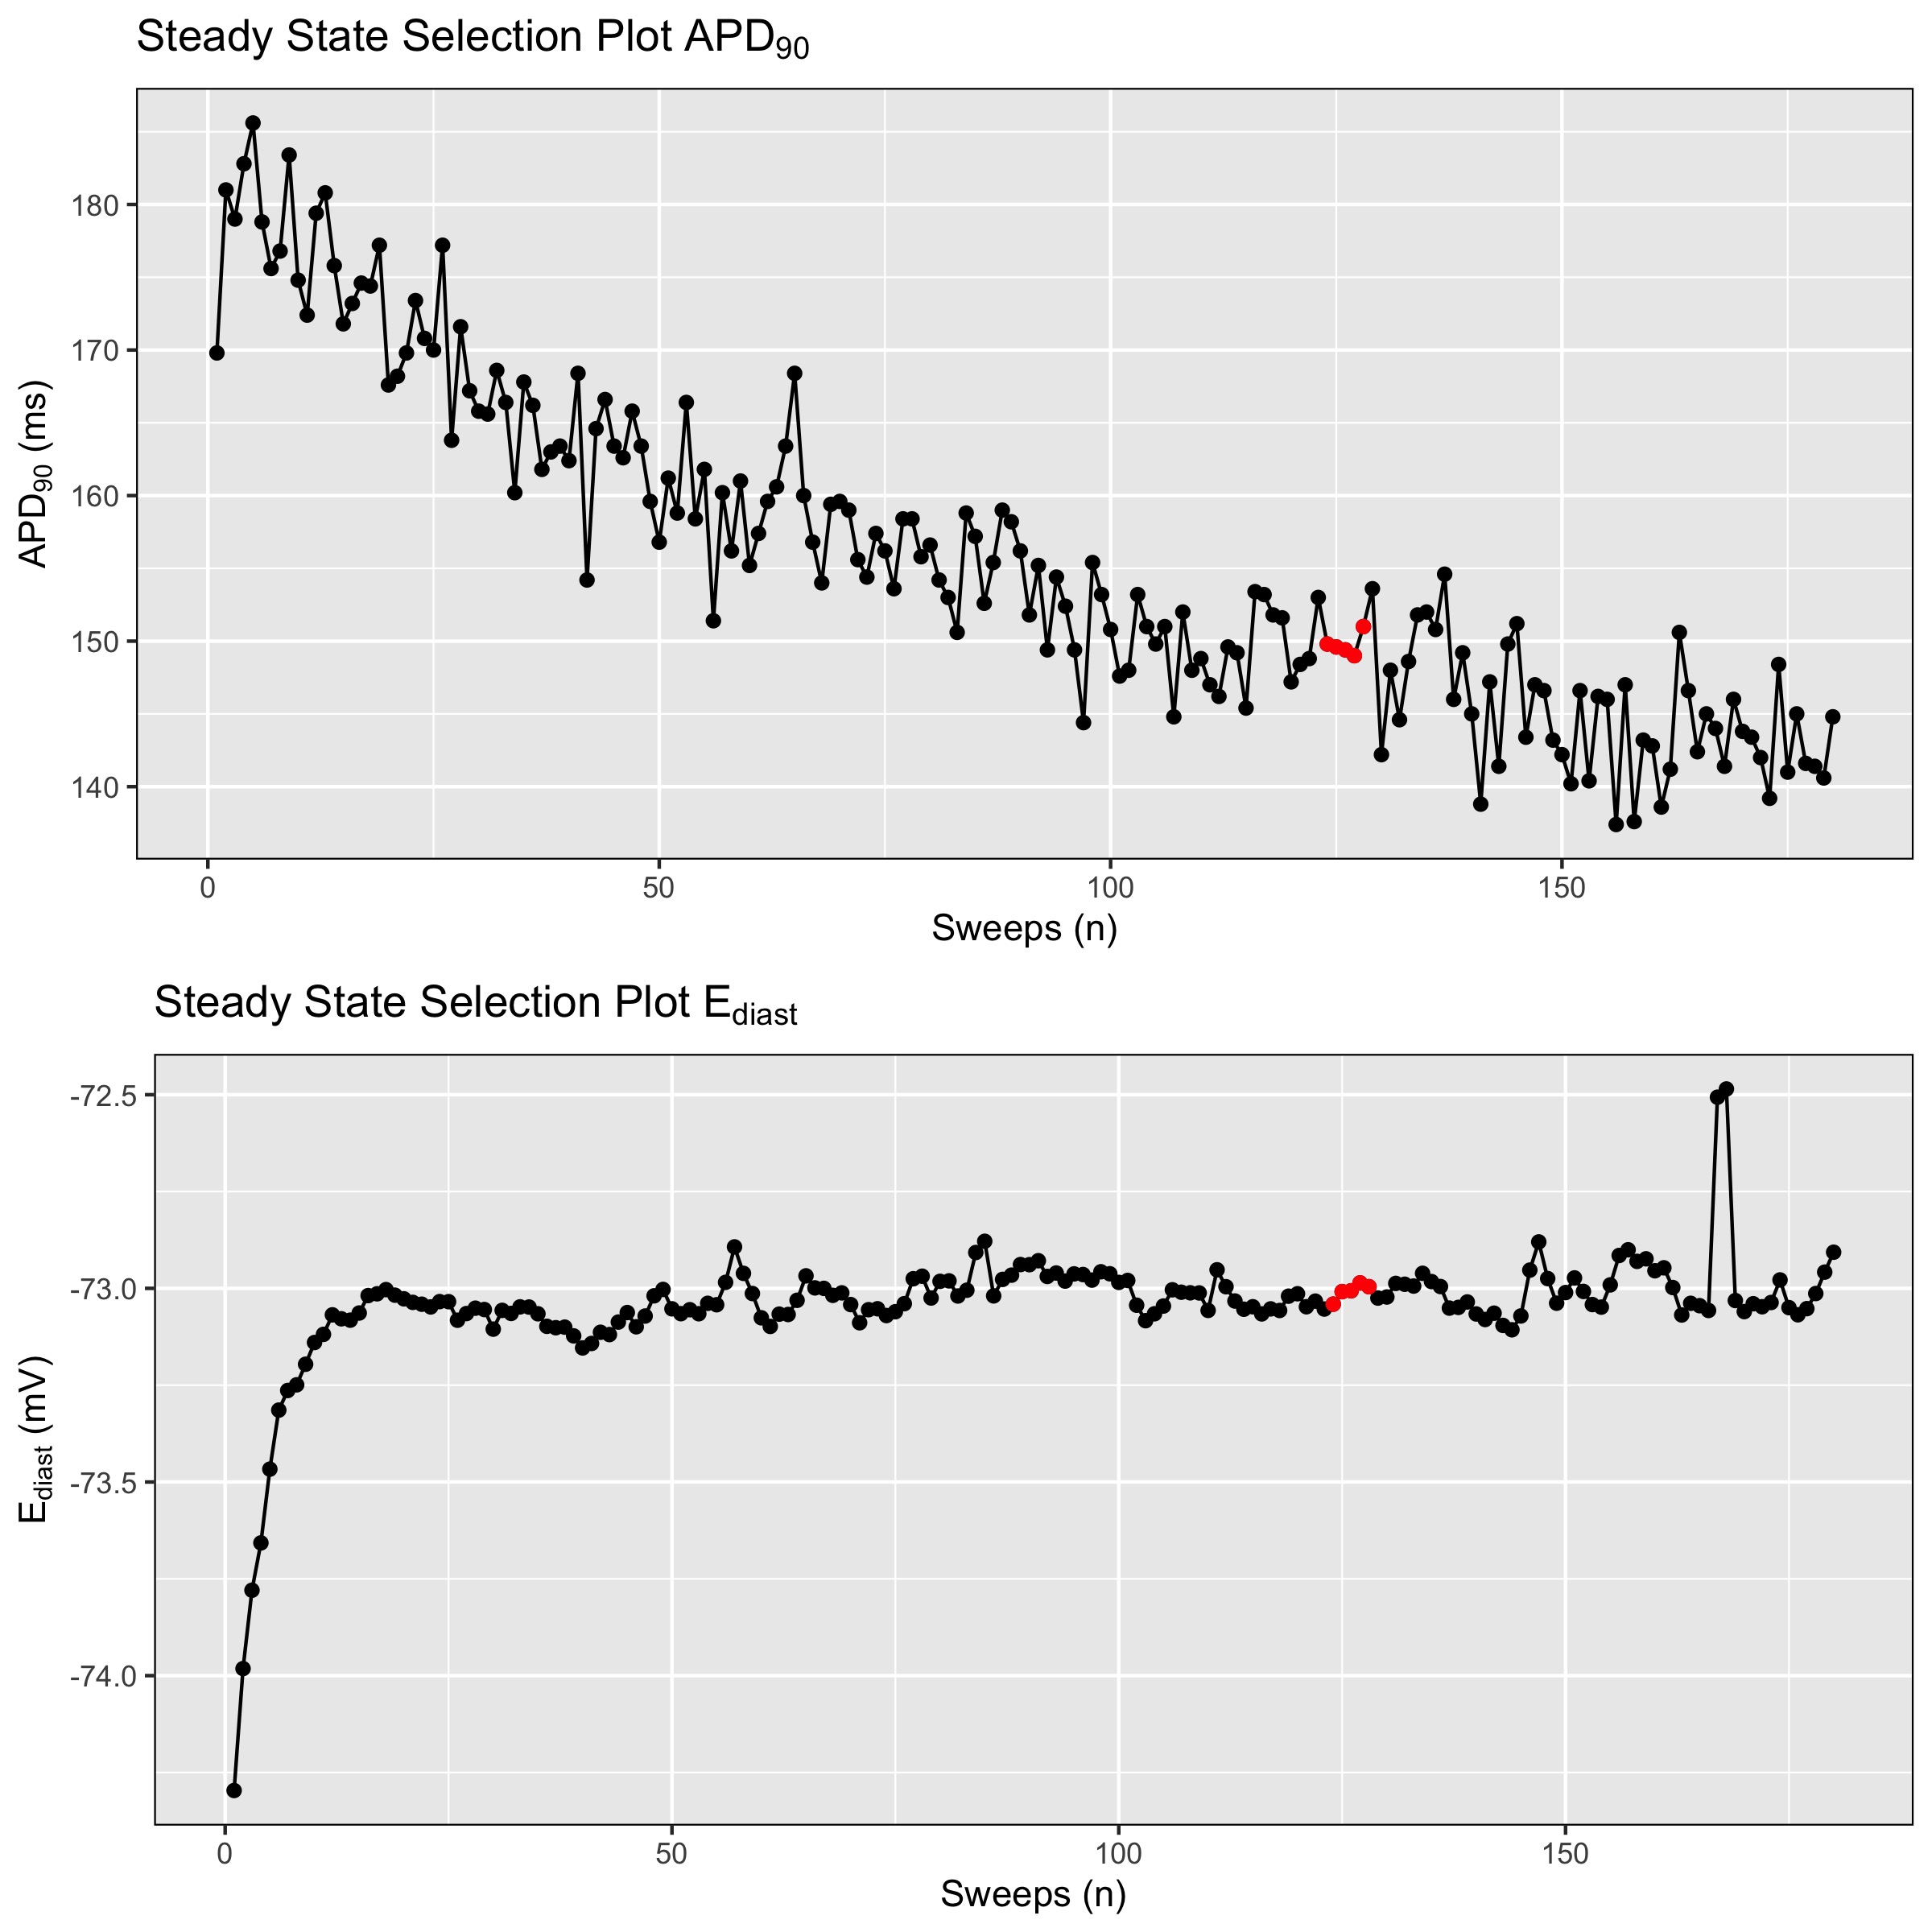 Steady State Selection Plot APD90
180
170
160
150
140
APD90 (ms)
0 50 100 150
Sweeps (n)
Steady State Selection Plot Ediast
-72.5
-73.0
-73.5
-74.0
Ediast (mV)
0 50 100 150
Sweeps (n)